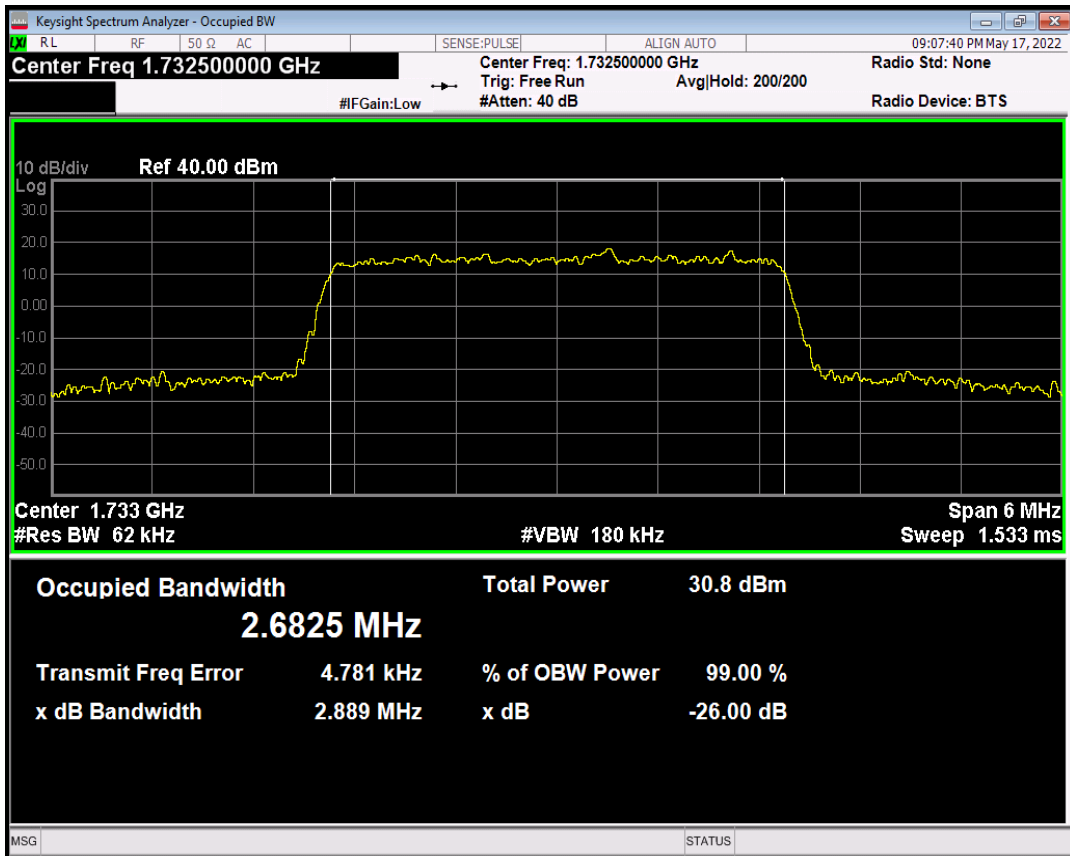 Keysight Spectrum Analyzer - Occupied BW
LXI RL RF 50 Ω AC SENSE:PULSE ALIGN AUTO 09:07:40 PM May 17, 2022
Center Freq 1.732500000 GHz Center Freq: 1.732500000 GHz Radio Std: None
Trig: Free Run Avg|Hold: 200/200
#IFGain:Low #Atten: 40 dB Radio Device: BTS
10 dB/div Ref 40.00 dBm
Log
30.0
20.0
10.0
0.00
-10.0
-20.0
-30.0
-40.0
-50.0
Center 1.733 GHz Span 6 MHz
#Res BW 62 kHz #VBW 180 kHz Sweep 1.533 ms
Occupied Bandwidth Total Power 30.8 dBm
2.6825 MHz
Transmit Freq Error 4.781 kHz % of OBW Power 99.00 %
x dB Bandwidth 2.889 MHz x dB -26.00 dB
MSG STATUS